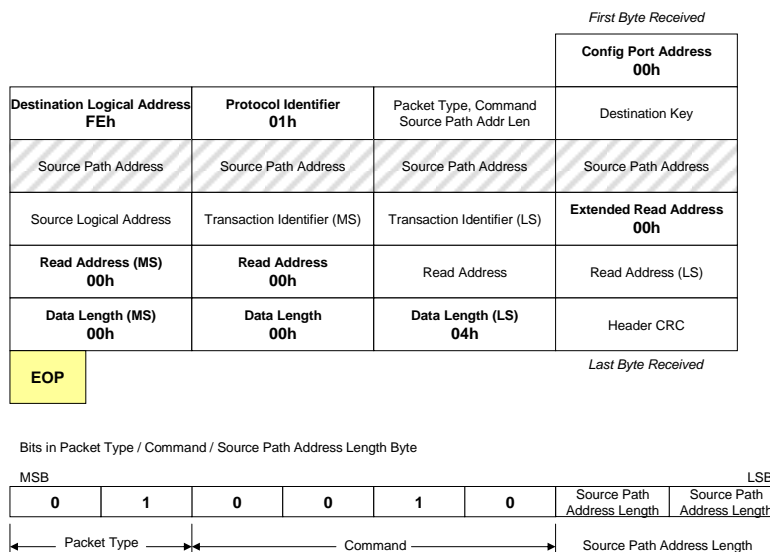 First Byte Received
Config Port Address
00h
Destination Logical Address
FEh
Protocol Identifier
01h
Packet Type, Command
Source Path Addr Len
Destination Key
Source Path Address
Source Path Address
Source Path Address
Source Path Address
Source Logical Address
Transaction Identifier (MS)
Transaction Identifier (LS)
Extended Read Address
00h
Read Address (MS)
00h
Read Address
00h
Read Address
Read Address (LS)
Data Length (MS)
00h
Data Length
00h
Data Length (LS)
04h
Header CRC
EOP
Last Byte Received
Bits in Packet Type / Command / Source Path Address Length Byte
MSB
LSB
0
1
0
0
1
0
Source Path
Address Length
Source Path
Address Length
Packet Type
Command
Source Path Address Length